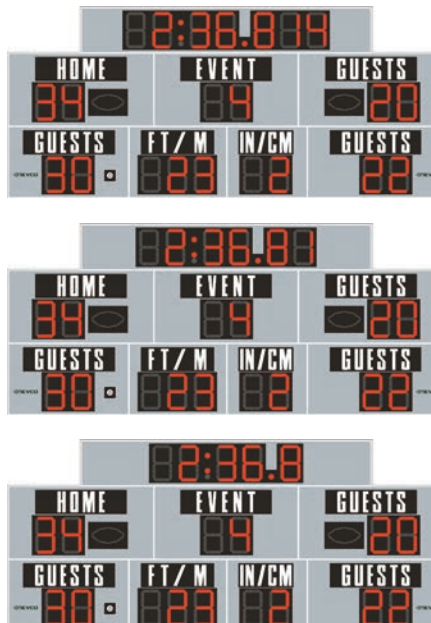 2:36.814
HOME EVENT GUESTS
34 4 20
GUESTS FT/M IN/CM GUESTS
30 23 2 22
2:36.81
HOME EVENT GUESTS
34 4 20
GUESTS FT/M IN/CM GUESTS
30 23 2 22
2:36.8
HOME EVENT GUESTS
34 4 20
GUESTS FT/M IN/CM GUESTS
30 23 2 22